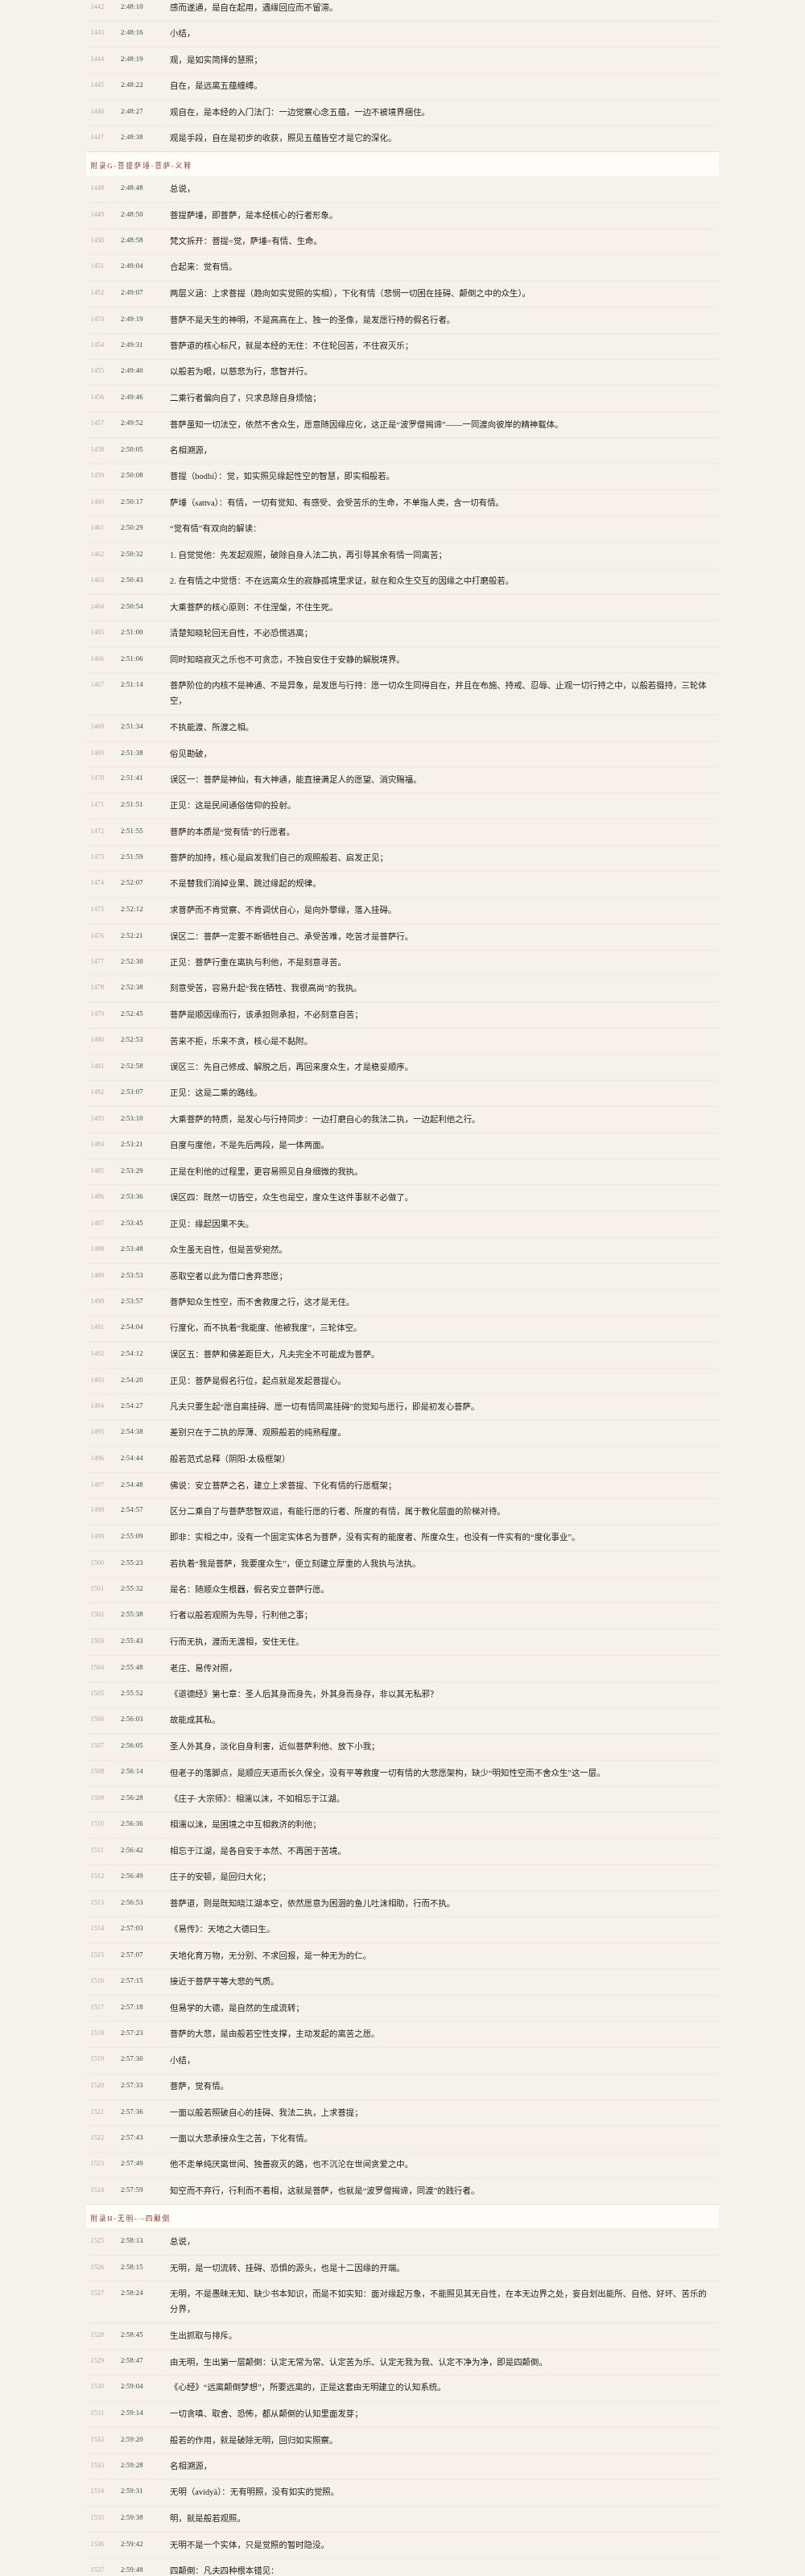 1442 2:48:10 感而遂通，是自在起用，遇缘回应而不留滞。
1443 2:48:16 小结，
1444 2:48:19 观，是如实简择的慧照；
1445 2:48:22 自在，是远离五蕴缠缚。
1446 2:48:27 观自在，是本经的入门法门：一边觉察心念五蕴，一边不被境界捆住。
1447 2:48:38 观是手段，自在是初步的收获，照见五蕴皆空才是它的深化。
附录G-菩提萨埵-菩萨-义释
1448 2:48:48 总说，
1449 2:48:50 菩提萨埵，即菩萨，是本经核心的行者形象。
1450 2:48:58 梵文拆开：菩提=觉，萨埵=有情、生命。
1451 2:49:04 合起来：觉有情。
1452 2:49:07 两层义涵：上求菩提（趋向如实觉照的实相），下化有情（悲悯一切困在挂碍、颠倒之中的众生）。
1453 2:49:19 菩萨不是天生的神明，不是高高在上、独一的圣像，是发愿行持的假名行者。
1454 2:49:31 菩萨道的核心标尺，就是本经的无住：不住轮回苦，不住寂灭乐；
1455 2:49:40 以般若为眼，以慈悲为行，悲智并行。
1456 2:49:46 二乘行者偏向自了，只求息除自身烦恼；
1457 2:49:52 菩萨虽知一切法空，依然不舍众生，愿意随因缘应化，这正是“波罗僧揭谛”——一同渡向彼岸的精神载体。
1458 2:50:05 名相溯源，
1459 2:50:08 菩提（bodhi）：觉，如实照见缘起性空的智慧，即实相般若。
1460 2:50:17 萨埵（sattva）：有情，一切有觉知、有感受、会受苦乐的生命，不单指人类，含一切有情。
1461 2:50:29 “觉有情”有双向的解读：
1462 2:50:32 1. 自觉觉他：先发起观照，破除自身人法二执，再引导其余有情一同离苦；
1463 2:50:43 2. 在有情之中觉悟：不在远离众生的寂静孤境里求证，就在和众生交互的因缘之中打磨般若。
1464 2:50:54 大乘菩萨的核心原则：不住涅槃，不住生死。
1465 2:51:00 清楚知晓轮回无自性，不必恐慌逃离；
1466 2:51:06 同时知晓寂灭之乐也不可贪恋，不独自安住于安静的解脱境界。
1467 2:51:14 菩萨阶位的内核不是神通、不是异象，是发愿与行持：愿一切众生同得自在，并且在布施、持戒、忍辱、止观一切行持之中，以般若摄持，三轮体
空，
1468 2:51:34 不执能渡、所渡之相。
1469 2:51:38 俗见勘破，
1470 2:51:41 误区一：菩萨是神仙，有大神通，能直接满足人的愿望、消灾赐福。
1471 2:51:51 正见：这是民间通俗信仰的投射。
1472 2:51:55 菩萨的本质是“觉有情”的行愿者。
1473 2:51:59 菩萨的加持，核心是启发我们自己的观照般若、启发正见；
1474 2:52:07 不是替我们消掉业果、跳过缘起的规律。
1475 2:52:12 求菩萨而不肯觉察、不肯调伏自心，是向外攀缘，落入挂碍。
1476 2:52:21 误区二：菩萨一定要不断牺牲自己、承受苦难，吃苦才是菩萨行。
1477 2:52:30 正见：菩萨行重在离执与利他，不是刻意寻苦。
1478 2:52:38 刻意受苦，容易升起“我在牺牲、我很高尚”的我执。
1479 2:52:45 菩萨是顺因缘而行，该承担则承担，不必刻意自苦；
1480 2:52:53 苦来不拒，乐来不贪，核心是不黏附。
1481 2:52:58 误区三：先自己修成、解脱之后，再回来度众生，才是稳妥顺序。
1482 2:53:07 正见：这是二乘的路线。
1483 2:53:10 大乘菩萨的特质，是发心与行持同步：一边打磨自心的我法二执，一边起利他之行。
1484 2:53:21 自度与度他，不是先后两段，是一体两面。
1485 2:53:29 正是在利他的过程里，更容易照见自身细微的我执。
1486 2:53:36 误区四：既然一切皆空，众生也是空，度众生这件事就不必做了。
1487 2:53:45 正见：缘起因果不失。
1488 2:53:48 众生虽无自性，但是苦受宛然。
1489 2:53:53 恶取空者以此为借口舍弃悲愿；
1490 2:53:57 菩萨知众生性空，而不舍救度之行，这才是无住。
1491 2:54:04 行度化，而不执着“我能度、他被我度”，三轮体空。
1492 2:54:12 误区五：菩萨和佛差距巨大，凡夫完全不可能成为菩萨。
1493 2:54:20 正见：菩萨是假名行位，起点就是发起菩提心。
1494 2:54:27 凡夫只要生起“愿自离挂碍、愿一切有情同离挂碍”的觉知与愿行，即是初发心菩萨。
1495 2:54:38 差别只在于二执的厚薄、观照般若的纯熟程度。
1496 2:54:44 般若范式总释（阴阳-太极框架）
1497 2:54:48 佛说：安立菩萨之名，建立上求菩提、下化有情的行愿框架；
1498 2:54:57 区分二乘自了与菩萨悲智双运，有能行愿的行者、所度的有情，属于教化层面的阶梯对待。
1499 2:55:09 即非：实相之中，没有一个固定实体名为菩萨，没有实有的能度者、所度众生，也没有一件实有的“度化事业”。
1500 2:55:23 若执着“我是菩萨，我要度众生”，便立刻建立厚重的人我执与法执。
1501 2:55:32 是名：随顺众生根器，假名安立菩萨行愿。
1502 2:55:38 行者以般若观照为先导，行利他之事；
1503 2:55:43 行而无执，渡而无渡相，安住无住。
1504 2:55:48 老庄、易传对照，
1505 2:55:52 《道德经》第七章：圣人后其身而身先，外其身而身存，非以其无私邪？
1506 2:56:03 故能成其私。
1507 2:56:05 圣人外其身，淡化自身利害，近似菩萨利他、放下小我；
1508 2:56:14 但老子的落脚点，是顺应天道而长久保全，没有平等救度一切有情的大悲愿架构，缺少“明知性空而不舍众生”这一层。
1509 2:56:28 《庄子·大宗师》：相濡以沫，不如相忘于江湖。
1510 2:56:36 相濡以沫，是困境之中互相救济的利他；
1511 2:56:42 相忘于江湖，是各自安于本然、不再困于苦境。
1512 2:56:49 庄子的安顿，是回归大化；
1513 2:56:53 菩萨道，则是既知晓江湖本空，依然愿意为困涸的鱼儿吐沫相助，行而不执。
1514 2:57:03 《易传》：天地之大德曰生。
1515 2:57:07 天地化育万物，无分别、不求回报，是一种无为的仁。
1516 2:57:15 接近于菩萨平等大悲的气质。
1517 2:57:18 但易学的大德，是自然的生成流转；
1518 2:57:23 菩萨的大悲，是由般若空性支撑，主动发起的离苦之愿。
1519 2:57:30 小结，
1520 2:57:33 菩萨，觉有情。
1521 2:57:36 一面以般若照破自心的挂碍、我法二执，上求菩提；
1522 2:57:43 一面以大悲承接众生之苦，下化有情。
1523 2:57:49 他不走单纯厌离世间、独善寂灭的路，也不沉沦在世间贪爱之中。
1524 2:57:59 知空而不弃行，行利而不着相，这就是菩萨，也就是“波罗僧揭谛，同渡”的践行者。
附录H-无明---四颠倒
1525 2:58:13 总说，
1526 2:58:15 无明，是一切流转、挂碍、恐惧的源头，也是十二因缘的开端。
1527 2:58:24 无明，不是愚昧无知、缺少书本知识，而是不如实知：面对缘起万象，不能照见其无自性，在本无边界之处，妄自划出能所、自他、好坏、苦乐的
分界，
1528 2:58:45 生出抓取与排斥。
1529 2:58:47 由无明，生出第一层颠倒：认定无常为常、认定苦为乐、认定无我为我、认定不净为净，即是四颠倒。
1530 2:59:04 《心经》“远离颠倒梦想”，所要远离的，正是这套由无明建立的认知系统。
1531 2:59:14 一切贪嗔、取舍、恐怖，都从颠倒的认知里面发芽；
1532 2:59:20 般若的作用，就是破除无明，回归如实照察。
1533 2:59:28 名相溯源，
1534 2:59:31 无明（avidyā）：无有明照，没有如实的觉照。
1535 2:59:38 明，就是般若观照。
1536 2:59:42 无明不是一个实体，只是觉照的暂时隐没。
1537 2:59:48 四颠倒：凡夫四种根本错见：